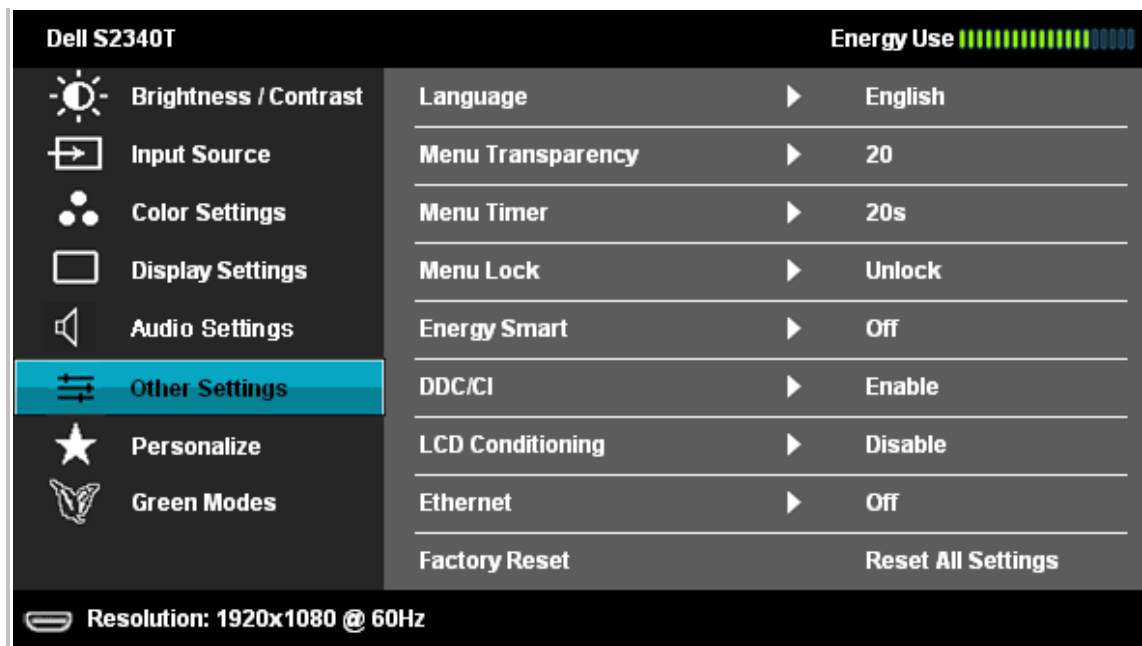 Dell S2340T
Energy Use
Brightness / Contrast
Input Source
Color Settings
Display Settings
Audio Settings
Other Settings
Personalize
Green Modes
Language English
Menu Transparency 20
Menu Timer 20s
Menu Lock Unlock
Energy Smart Off
DDC/CI Enable
LCD Conditioning Disable
Ethernet Off
Factory Reset Reset All Settings
Resolution: 1920x1080 @ 60Hz